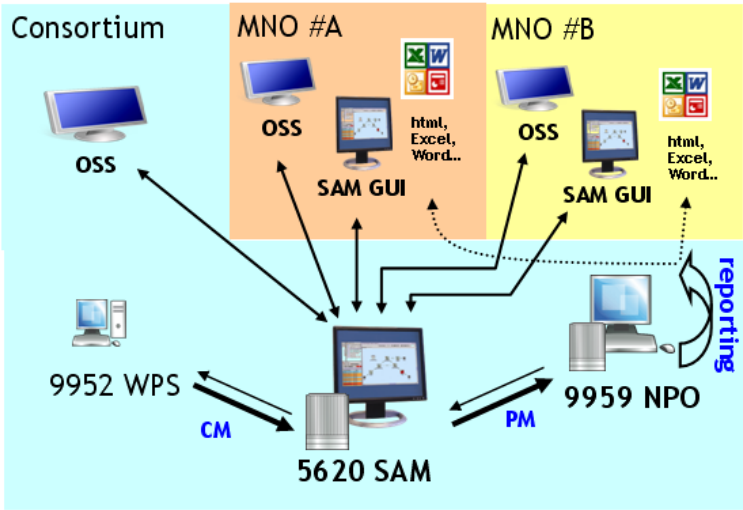 Consortium
MNO #A
MNO #B
OSS
OSS
SAM GUI
html,
Excel,
Word...
OSS
SAM GUI
html,
Excel,
Word...
reporting
9952 WPS
CM
5620 SAM
PM
9959 NPO